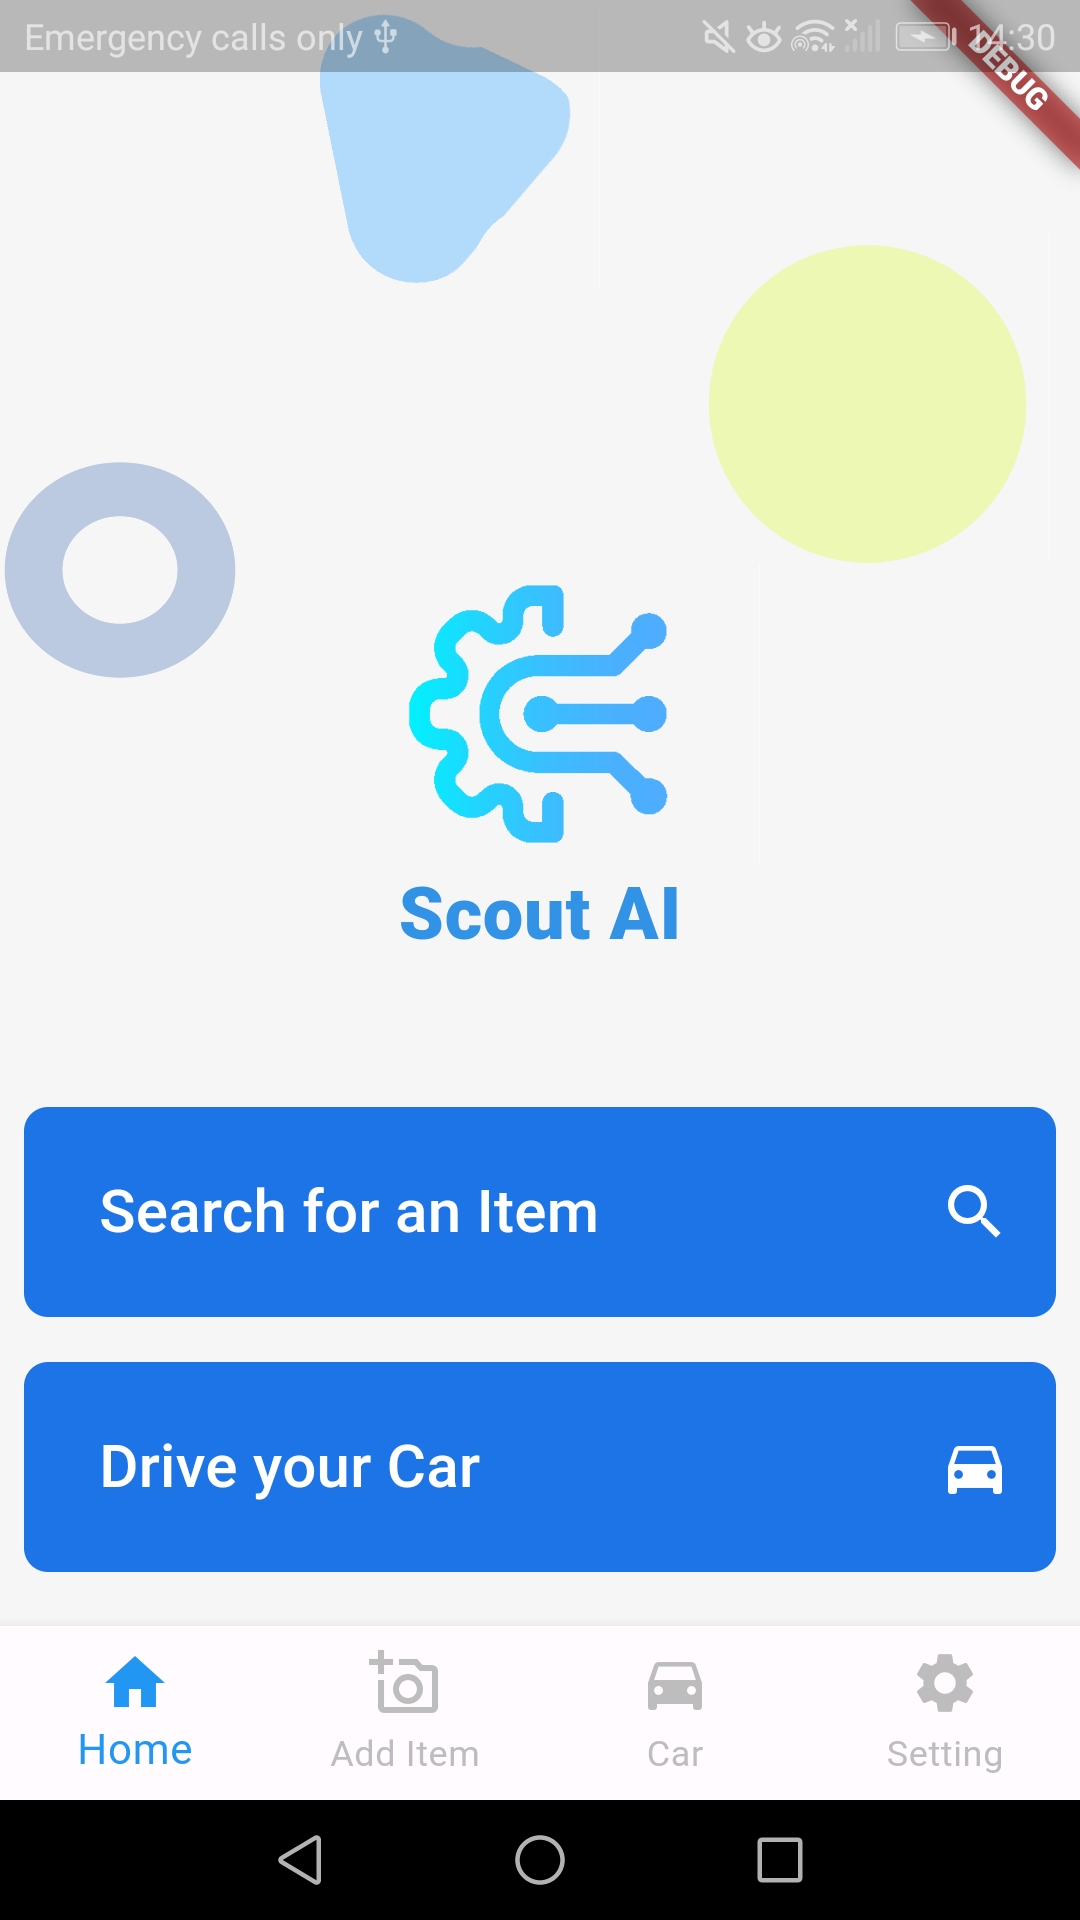 Emergency calls only
14:30
DEBUG
Scout AI
Search for an Item
Drive your Car
Home
Add Item
Car
Setting